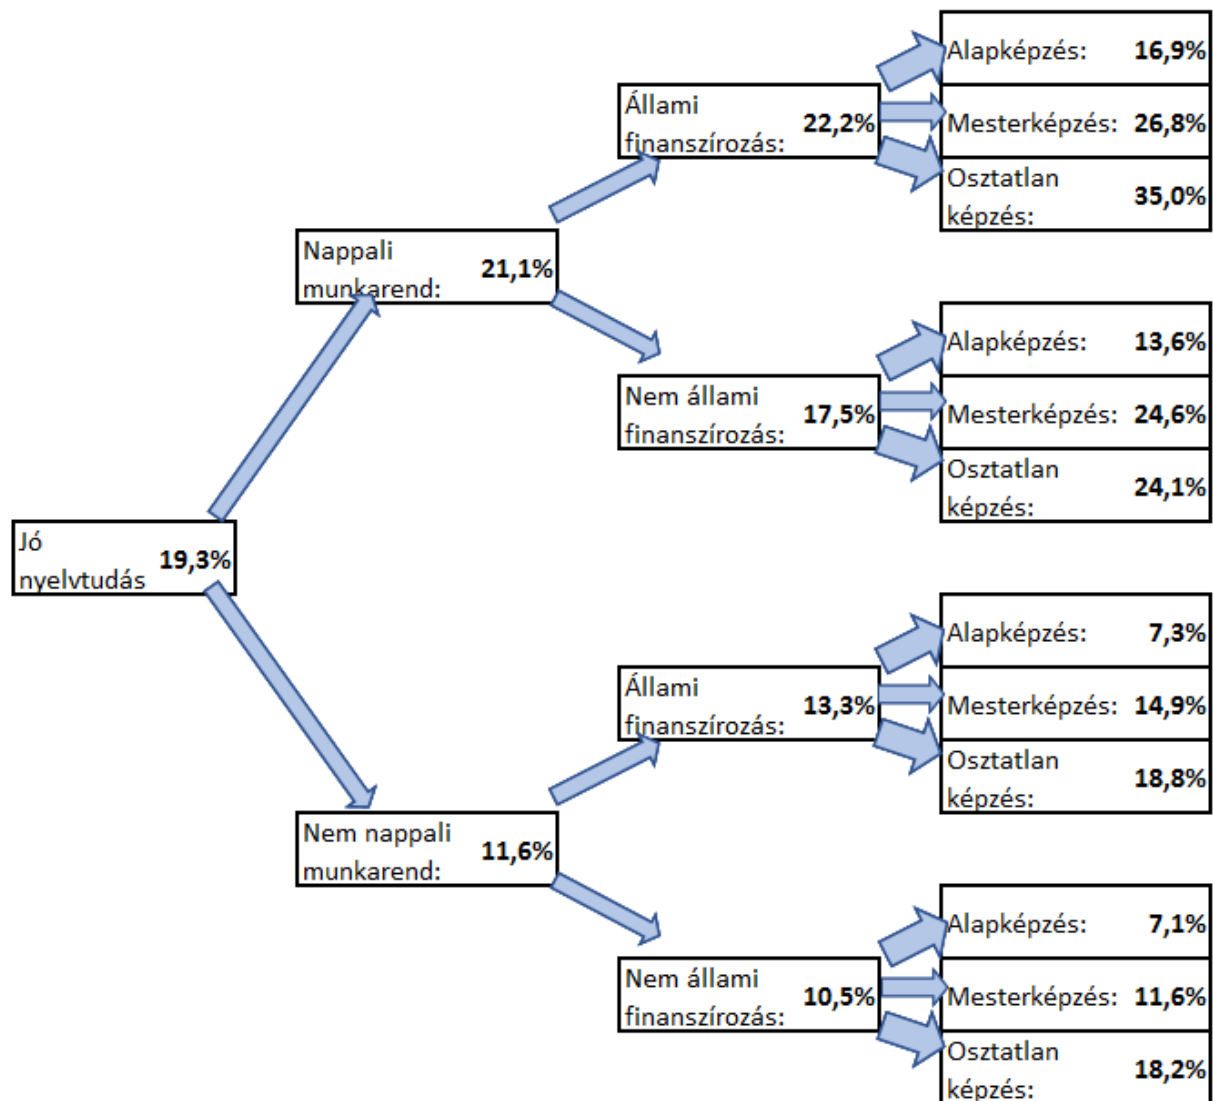 Alapképzés: 16,9%
Állami
finanszírozás: 22,2%
Mesterképzés: 26,8%
Osztatlan
képzés: 35,0%
Nappali
munkarend: 21,1%
Alapképzés: 13,6%
Nem állami
finanszírozás: 17,5%
Mesterképzés: 24,6%
Osztatlan
képzés: 24,1%
Jó
nyelvtudás 19,3%
Alapképzés: 7,3%
Állami
finanszírozás: 13,3%
Mesterképzés: 14,9%
Osztatlan
képzés: 18,8%
Nem nappali
munkarend: 11,6%
Alapképzés: 7,1%
Nem állami
finanszírozás: 10,5%
Mesterképzés: 11,6%
Osztatlan
képzés: 18,2%